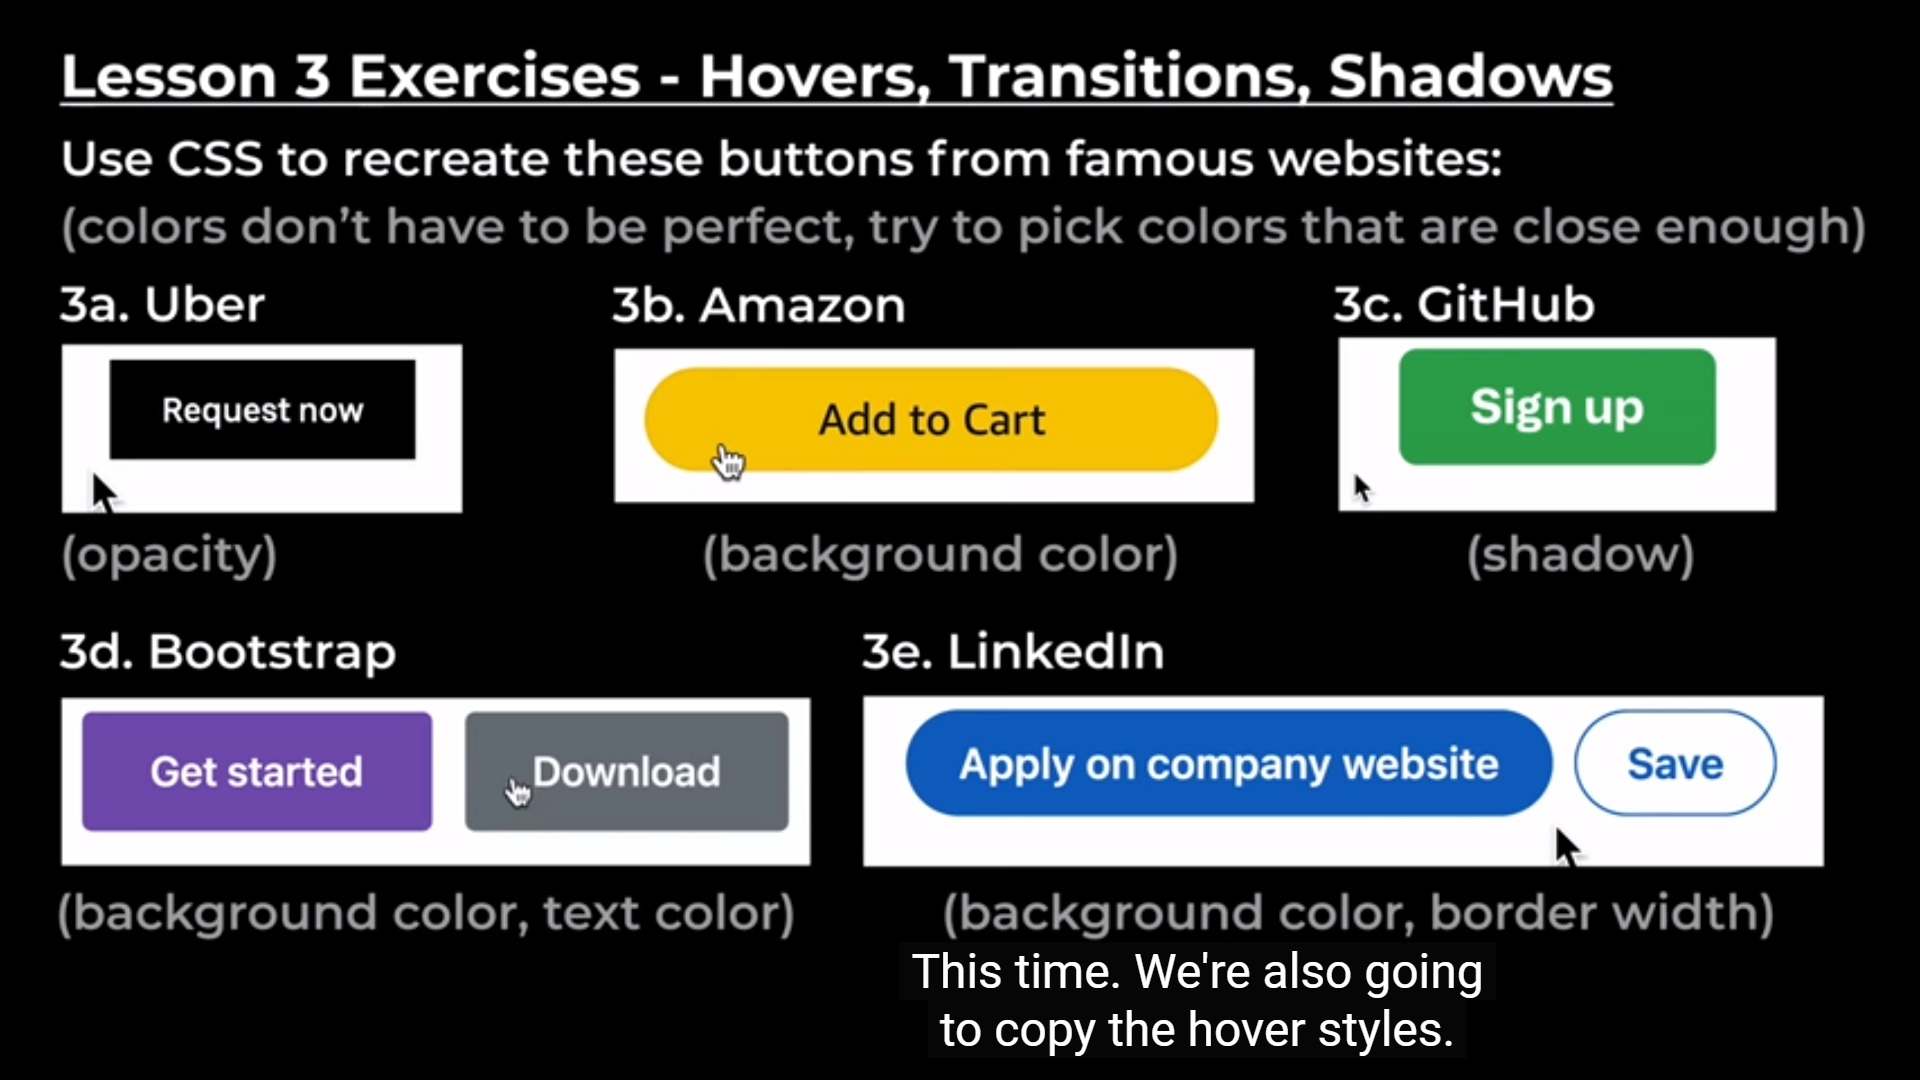 Lesson 3 Exercises - Hovers, Transitions, Shadows
Use CSS to recreate these buttons from famous websites:
(colors don’t have to be perfect, try to pick colors that are close enough)
3a. Uber
Request now
(opacity)
3b. Amazon
Add to Cart
(background color)
3c. GitHub
Sign up
(shadow)
3d. Bootstrap
Get started
Download
(background color, text color)
3e. LinkedIn
Apply on company website
Save
(background color, border width)
This time. We're also going
to copy the hover styles.